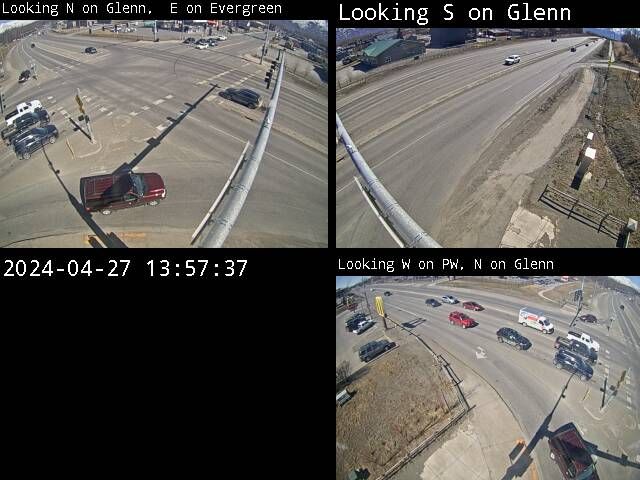 Looking N on Glenn,  E on Evergreen
Looking S on Glenn
2024-04-27 13:57:37
Looking W on PW, N on Glenn